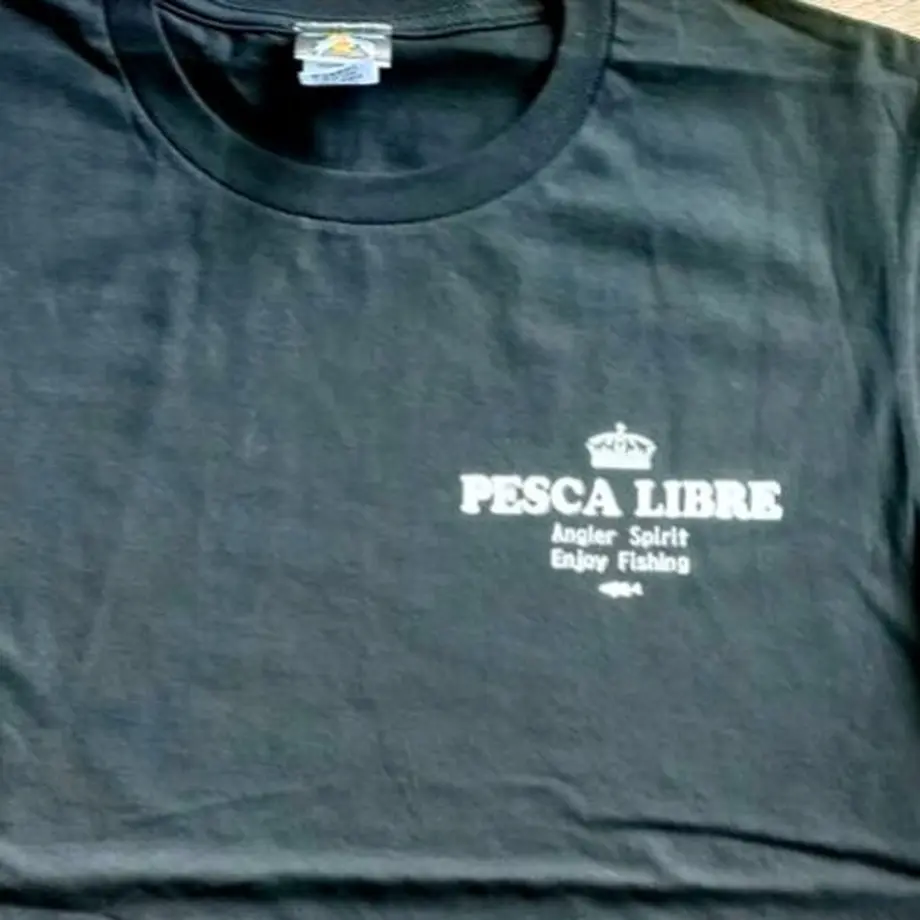 PESCA LIBRE
Angler Spirit
Enjoy Fishing